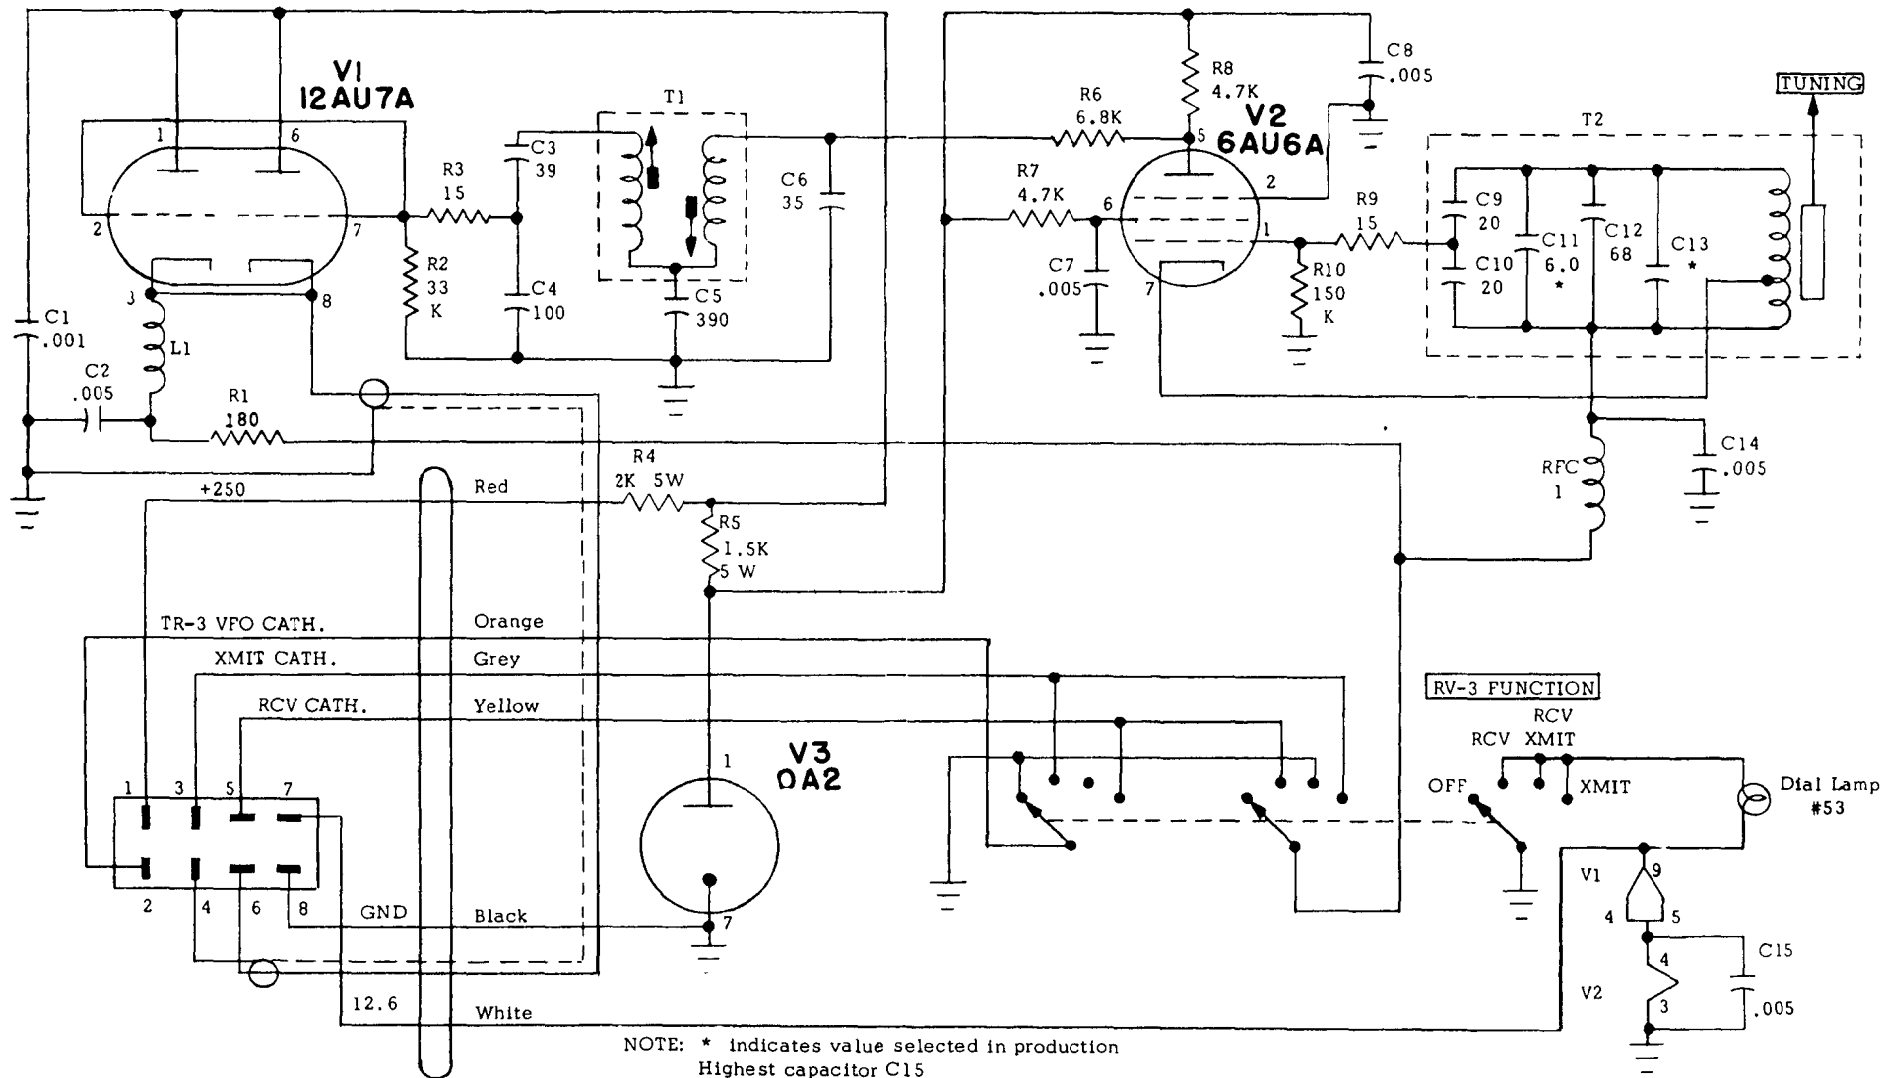 V1
12AU7A
1
6
2
7
3
8
C1
.001
C2
.005
L1
R1
180
R2
33
K
R3
15
C3
39
C4
100
T1
C5
390
C6
35
R6
6.8K
R7
4.7K
R8
4.7K
C8
.005
V2
6AU6A
5
6
2
1
7
C7
.005
R9
15
R10
150
K
T2
TUNING
C9
20
C10
20
C11
6.0
*
C12
68
C13
*
RFC
1
C14
.005
+250
Red
R4
2K 5W
R5
1.5K
5 W
TR-3 VFO CATH.
Orange
XMIT CATH.
Grey
RCV CATH.
Yellow
V3
OA2
1
7
1
3
5
7
2
4
6
8
GND
Black
12.6
White
RV-3 FUNCTION
RCV
RCV XMIT
OFF
XMIT
Dial Lamp
#53
V1
9
4
5
V2
4
3
C15
.005
NOTE: * indicates value selected in production
Highest capacitor C15